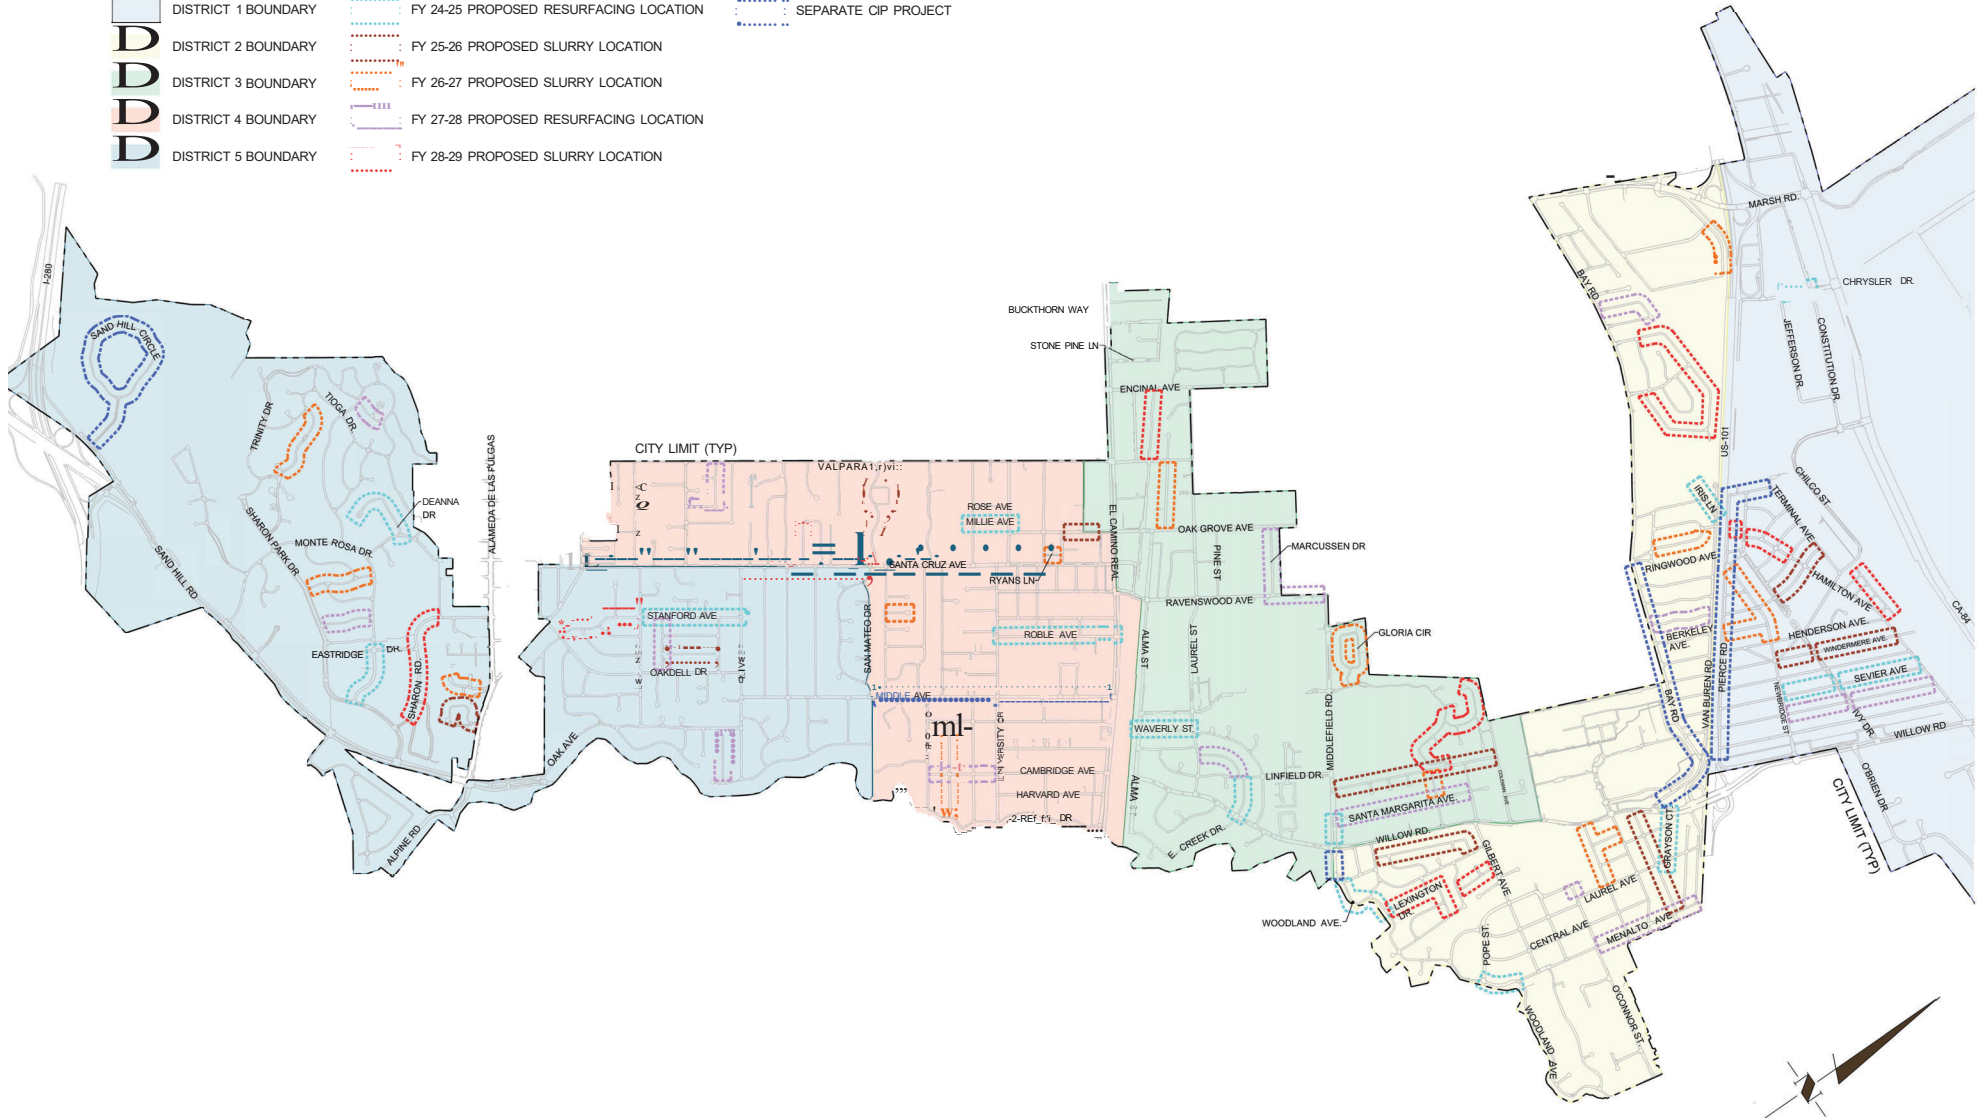 DISTRICT 1 BOUNDARY
FY 24-25 PROPOSED RESURFACING LOCATION
SEPARATE CIP PROJECT
D DISTRICT 2 BOUNDARY
FY 25-26 PROPOSED SLURRY LOCATION
D DISTRICT 3 BOUNDARY
FY 26-27 PROPOSED SLURRY LOCATION
D DISTRICT 4 BOUNDARY
FY 27-28 PROPOSED RESURFACING LOCATION
D DISTRICT 5 BOUNDARY
FY 28-29 PROPOSED SLURRY LOCATION
I-280
SAND HILL CIRCLE
TRINITY DR
TIOGA DR.
DEANNA
DR
SHARON PARK DR
MONTE ROSA DR.
SAND HILL RD
EASTRIDGE DR.
SHARON RD.
ALAMEDA DE LAS PULGAS
ALPINE RD
OAK AVE
CITY LIMIT (TYP)
ROSE AVE
MILLIE AVE
SANTA CRUZ AVE
RYANS LN
STANFORD AVE
OAKDELL DR
SAN MATEO DR.
ROBLE AVE
MIDDLE AVE
ml-
CAMBRIDGE AVE
HARVARD AVE
DR
BUCKTHORN WAY
STONE PINE LN
ENCINAL AVE
EL CAMINO REAL
OAK GROVE AVE
PINE ST
MARCUSSEN DR
RAVENSWOOD AVE
ALMA ST
LAUREL ST
GLORIA CIR
MIDDLEFIELD RD.
WAVERLY ST.
LINFIELD DR.
ALMA
E. CREEK DR.
SANTA MARGARITA AVE.
COLEMAN AVE
WILLOW RD.
GILBERT AVE
LEXINGTON
DR.
WOODLAND AVE.
POPE ST.
CENTRAL AVE
LAUREL AVE
MENALTO AVE
GRAYSON CT
O'CONNOR ST.
WOODLAND AVE
MARSH RD.
BAY RD
CHRYSLER DR.
JEFFERSON DR.
CONSTITUTION DR.
US-101
IRIS LN
CHILCO ST
TERMINAL AVE
RINGWOOD AVE
HAMILTON AVE
CA-84
BERKELEY
AVE.
HENDERSON AVE.
WINDERMERE AVE.
PIERCE RD
VAN BUREN RD
BAY RD
SEVIER AVE
NEWBRIDGE ST
IVY DR.
WILLOW RD
O'BRIEN DR
CITY LIMIT (TYP)